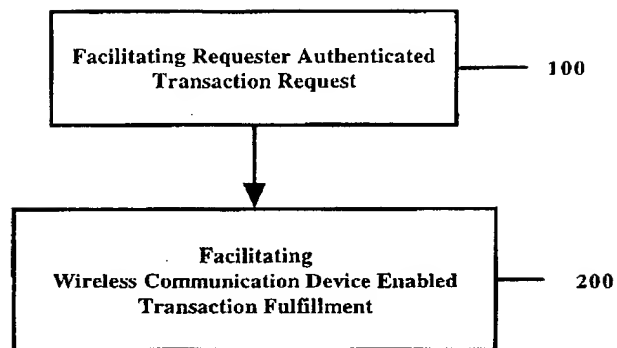 Facilitating Requester Authenticated
Transaction Request
100
Facilitating
Wireless Communication Device Enabled
Transaction Fulfillment
200